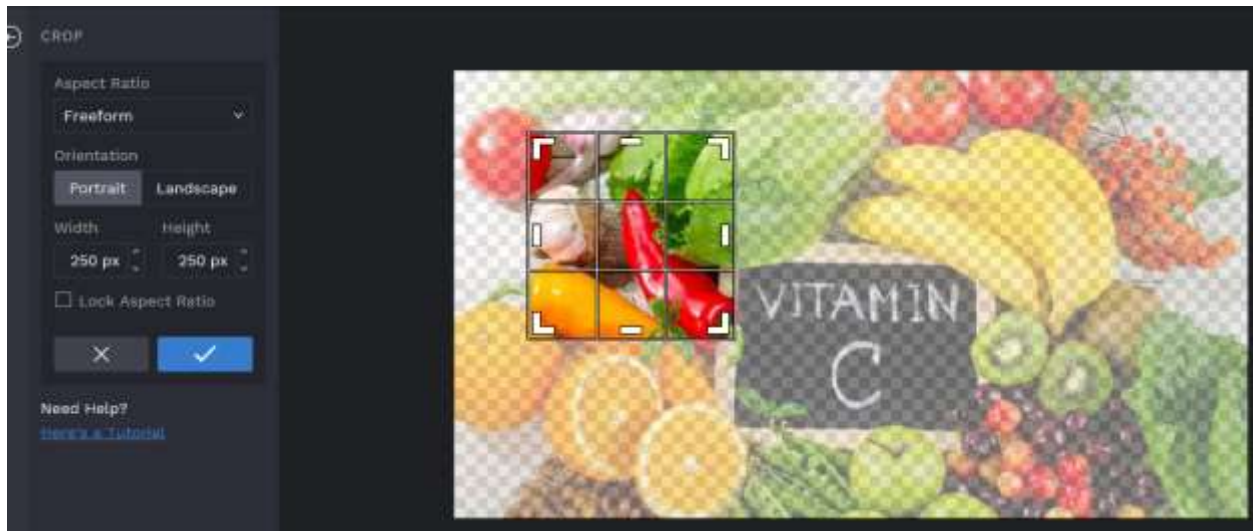 CROP
Aspect Ratio
Freeform
Orientation
Portrait Landscape
Width Height
250 px 250 px
Lock Aspect Ratio
Need Help?
Here's a Tutorial
VITAMIN
C